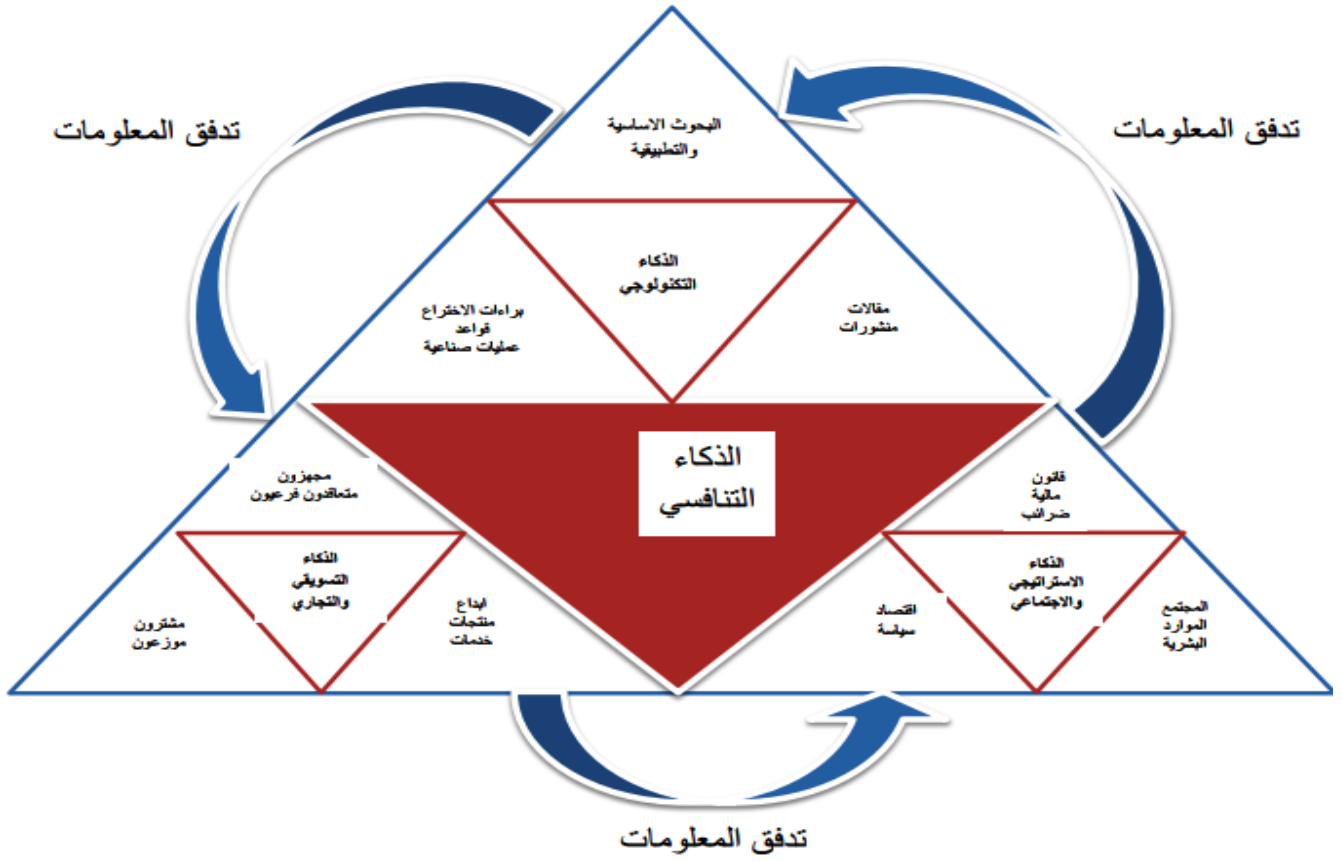 البحوث الاساسية
والتطبيقية
تدفق المعلومات
تدفق المعلومات
الذكاء
التكنولوجي
مقالات
منشورات
براءات الاختراع
قواعد
عمليات صناعية
الذكاء
التنافسي
قانون
مالية
ضرائب
مجهزون
متعاقدون فرعيون
الذكاء
الاستراتيجي
والاجتماعي
المجتمع
الموارد
البشرية
اقتصاد
سياسة
الذكاء
التسويقي
والتجاري
ابداع
منتجات
خدمات
مشترون
موزعون
تدفق المعلومات